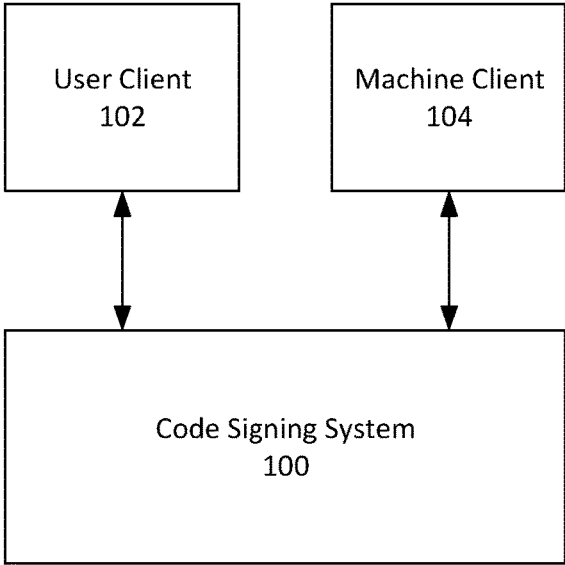 User Client
102
Machine Client
104
Code Signing System
100